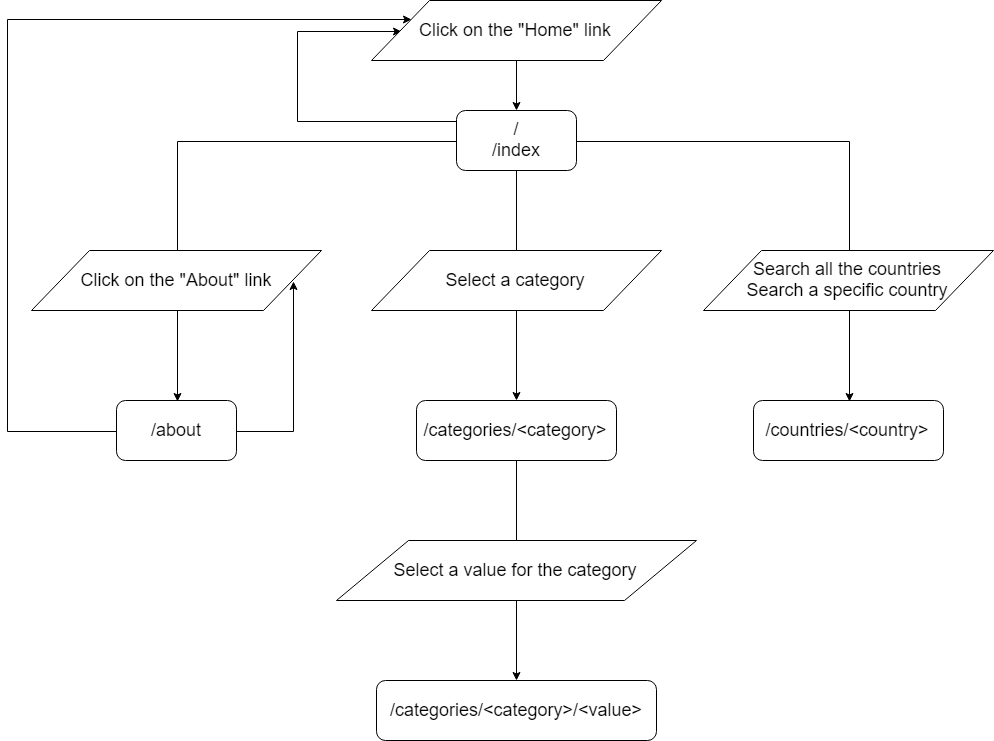 Click on the "Home" link
/
/index
Click on the "About" link
Select a category
Search all the countries
Search a specific country
/about
/categories/<category>
/countries/<country>
Select a value for the category
/categories/<category>/<value>